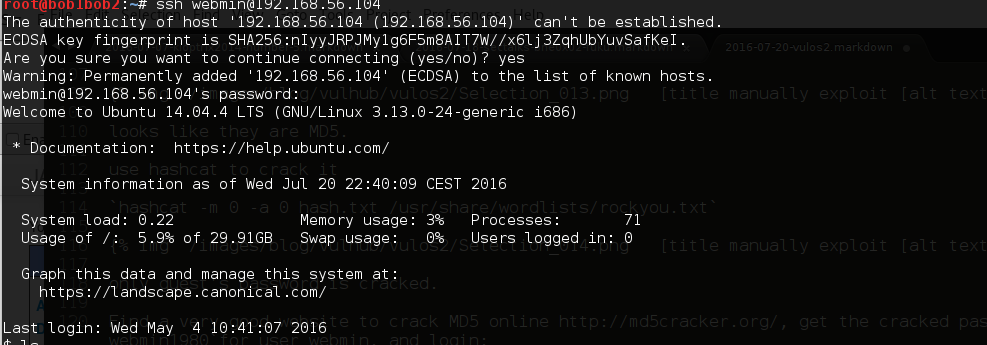 root@bob1bob2:~# ssh webmin@192.168.56.104
The authenticity of host '192.168.56.104 (192.168.56.104)' can't be established.
2016-07-20-vulos2.markdown
ECDSA key fingerprint is SHA256:nIyyJRPJMy1g6F5m8AIT7W//x6lj3ZqhUbYuvSafKeI.
Are you sure you want to continue connecting (yes/no)? yes
Warning: Permanently added '192.168.56.104' (ECDSA) to the list of known hosts.
webmin@192.168.56.104's password:
/vulhub/vulos2/Selection_013.png [title manually exploit [alt text
Welcome to Ubuntu 14.04.4 LTS (GNU/Linux 3.13.0-24-generic i686)
110 looks like they are MD5.
* Documentation: https://help.ubuntu.com/
112 use hashcat to crack it
System information as of Wed Jul 20 22:40:09 CEST 2016
114 `hashcat -m 0 -a 0 hash.txt /usr/share/wordlists/rockyou.txt`
System load: 0.22 Memory usage: 3% Processes: 71
Usage of /: 5.9% of 29.91GB Swap usage: 0% Users logged in: 0
[title manually exploit [alt text
Graph this data and manage this system at:
https://landscape.canonical.com/
password is cracked.
Last login: Wed May 4 10:41:07 2016
website to crack MD5 online http://md5cracker.org/, get the cracked pas
webmin1980 for user webmin, and login: